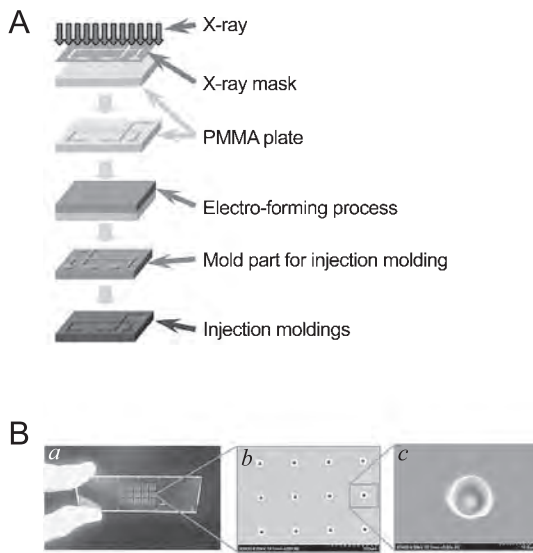 A
X-ray
X-ray mask
PMMA plate
Electro-forming process
Mold part for injection molding
Injection moldings
B
a
b
c